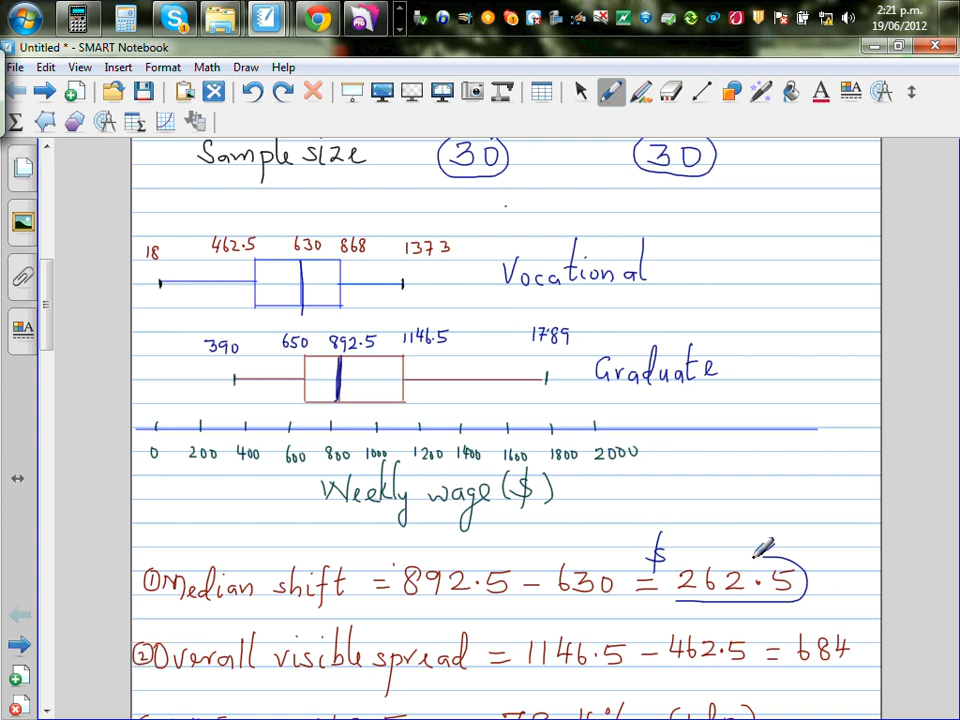 2:21 p.m.
19/06/2012
Untitled * - SMART Notebook
File Edit View Insert Format Math Draw Help
Sample size 30 30
18 462.5 630 868 1373
Vocational
390 650 892.5 1146.5 1789
Graduate
0 200 400 600 800 1000 1200 1400 1600 1800 2000
Weekly wage ($)
① Median shift = 892.5 - 630 = $ 262.5
② Overall visible spread = 1146.5 - 462.5 = 684